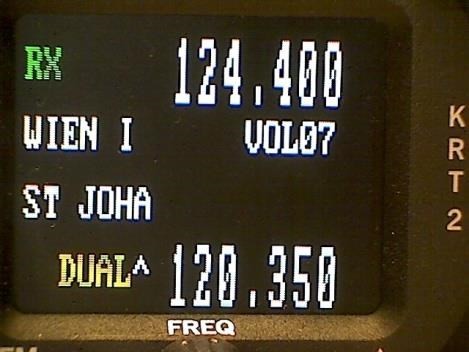 RX 124.400
WIEN I VOL07
ST JOHA
DUAL^ 120.350
FREQ
KRT2